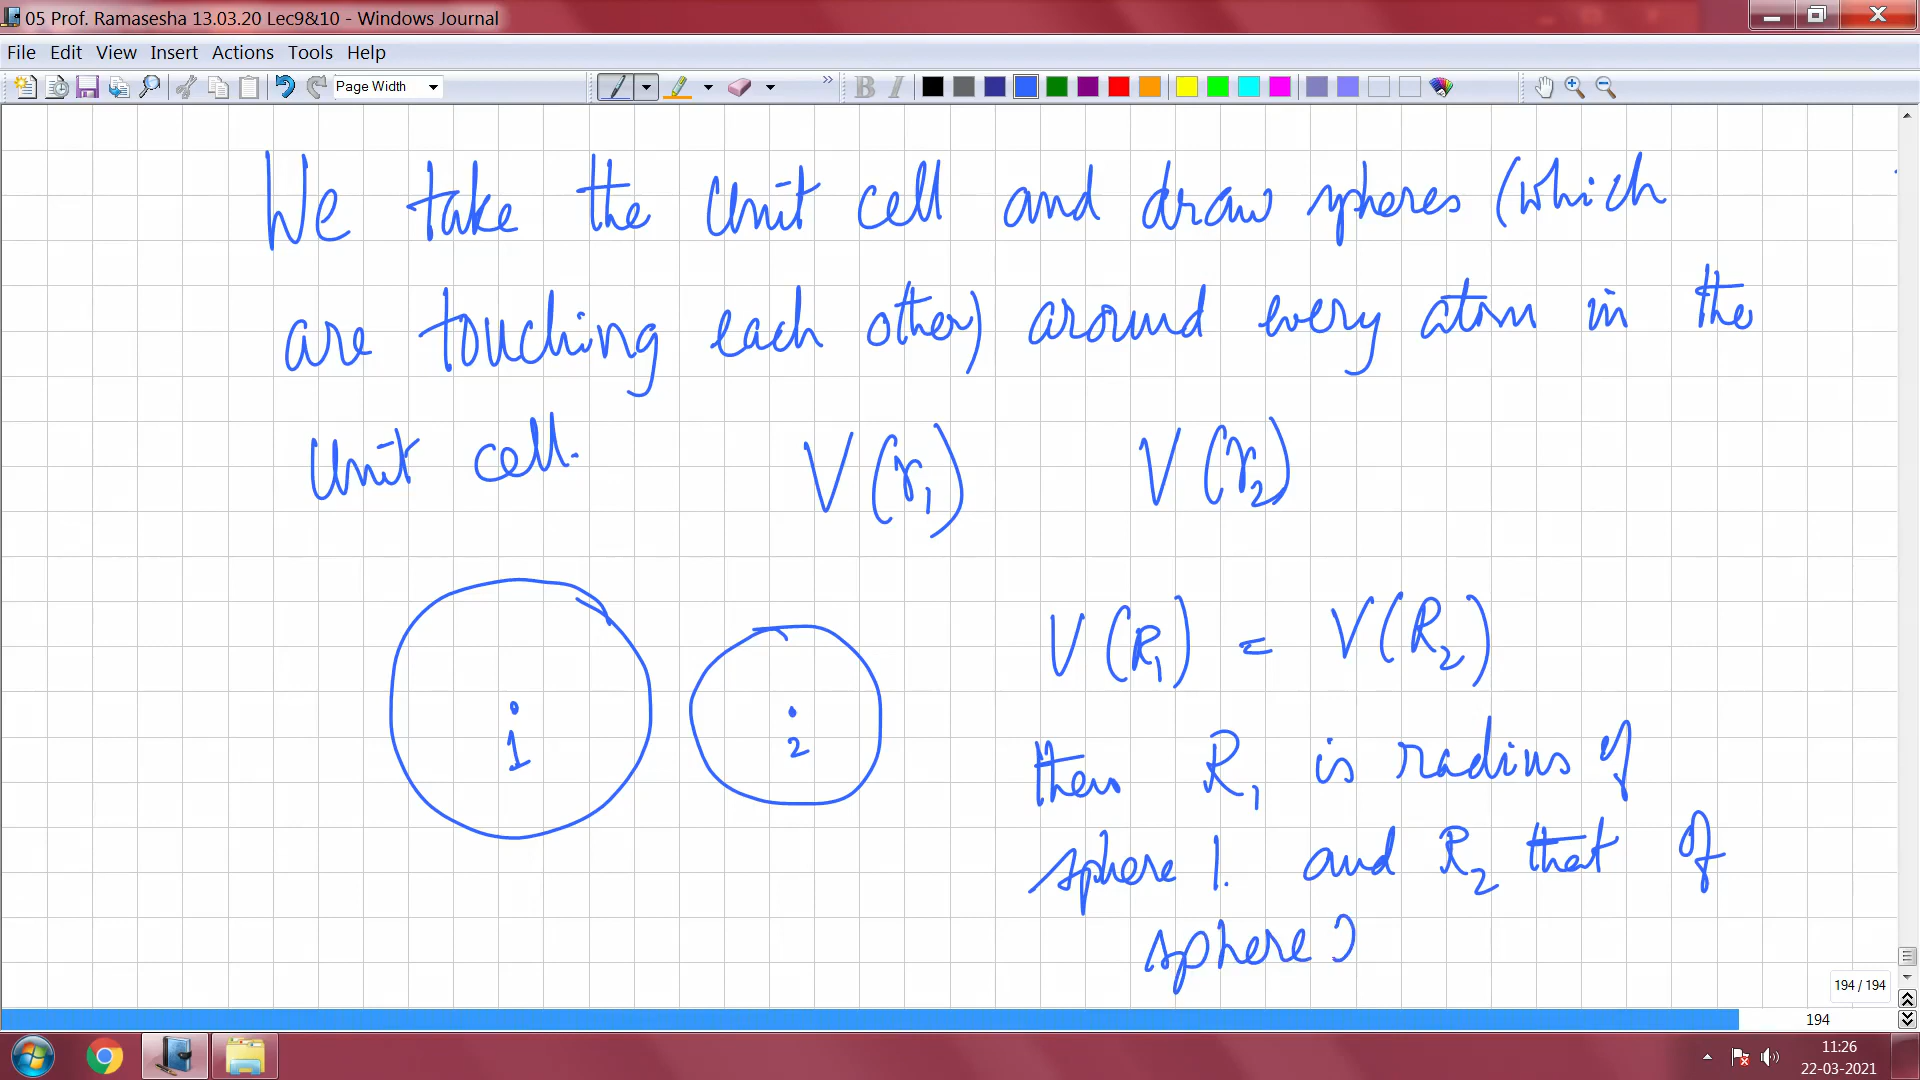 05 Prof. Ramasesha 13.03.20 Lec9&10 - Windows Journal
File Edit View Insert Actions Tools Help
Page Width
B I
We take the Unit cell and draw spheres (which
are touching each other) around every atom in the
Unit cell. V(r₁) V(r₂)
V(R₁) = V(R₂)
1 2
then R₁ is radius of
sphere 1. and R₂ that of
sphere
194 / 194
194
11:26
22-03-2021